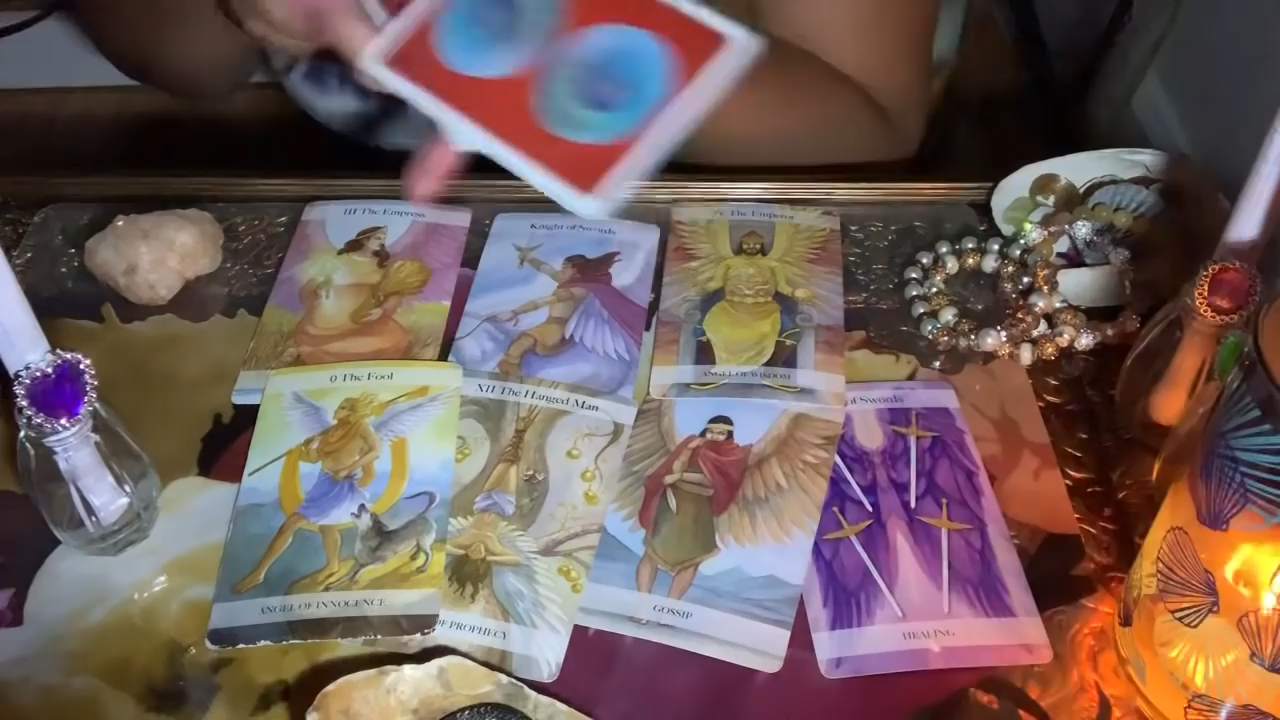 III The Empress
Knight of Swords
The Emperor
ANGEL OF WISDOM
0 The Fool
ANGEL OF INNOCENCE
XII The Hanged Man
OF PROPHECY
GOSSIP
of Swords
HEALING